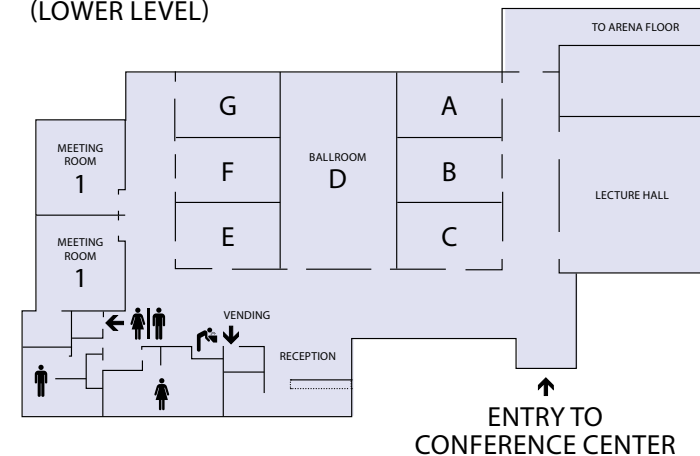 (LOWER LEVEL)
TO ARENA FLOOR
G
A
MEETING
ROOM
1
BALLROOM
D
F
B
LECTURE HALL
E
C
MEETING
ROOM
1
VENDING
RECEPTION
ENTRY TO
CONFERENCE CENTER